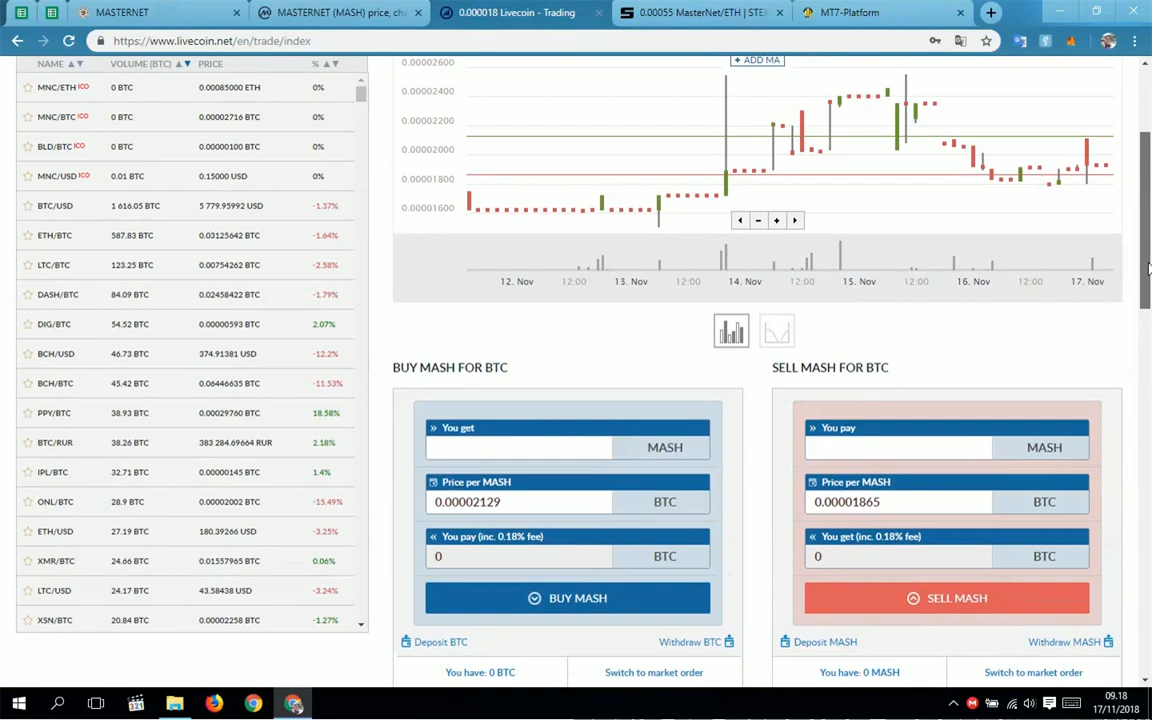 MASTERNET
MASTERNET (MASH) price, cha
0.000018 Livecoin - Trading
0.00055 MasterNet/ETH | STEX
MT7-Platform
https://www.livecoin.net/en/trade/index
NAME VOLUME (BTC) PRICE %
MNC/ETH ICO 0 BTC 0.00085000 ETH 0%
MNC/BTC ICO 0 BTC 0.00002716 BTC 0%
BLD/BTC ICO 0 BTC 0.00000100 BTC 0%
MNC/USD ICO 0.01 BTC 0.15000 USD 0%
BTC/USD 1 616.05 BTC 5 779.95992 USD -1.37%
ETH/BTC 587.83 BTC 0.03125642 BTC -1.64%
LTC/BTC 123.25 BTC 0.00754262 BTC -2.58%
DASH/BTC 84.09 BTC 0.02458422 BTC -1.79%
DIG/BTC 54.52 BTC 0.00000593 BTC 2.07%
BCH/USD 46.73 BTC 374.91381 USD -12.2%
BCH/BTC 45.42 BTC 0.06446635 BTC -11.53%
PPY/BTC 38.93 BTC 0.00029760 BTC 18.58%
BTC/RUR 38.26 BTC 383 284.69664 RUR 2.18%
IPL/BTC 32.71 BTC 0.00000145 BTC 1.4%
ONL/BTC 28.9 BTC 0.00002002 BTC -15.49%
ETH/USD 27.19 BTC 180.39266 USD -3.25%
XMR/BTC 24.66 BTC 0.01557965 BTC 0.06%
LTC/USD 24.17 BTC 43.58438 USD -3.24%
XSN/BTC 20.84 BTC 0.00002258 BTC -1.27%
+ ADD MA
0.00002600
0.00002400
0.00002200
0.00002000
0.00001800
0.00001600
12. Nov 12:00 13. Nov 12:00 14. Nov 12:00 15. Nov 12:00 16. Nov 12:00 17. Nov
BUY MASH FOR BTC
You get
MASH
Price per MASH
0.00002129 BTC
You pay (inc. 0.18% fee)
0 BTC
BUY MASH
Deposit BTC Withdraw BTC
You have: 0 BTC Switch to market order
SELL MASH FOR BTC
You pay
MASH
Price per MASH
0.00001865 BTC
You get (inc. 0.18% fee)
0 BTC
SELL MASH
Deposit MASH Withdraw MASH
You have: 0 MASH Switch to market order
321
09.18
17/11/2018